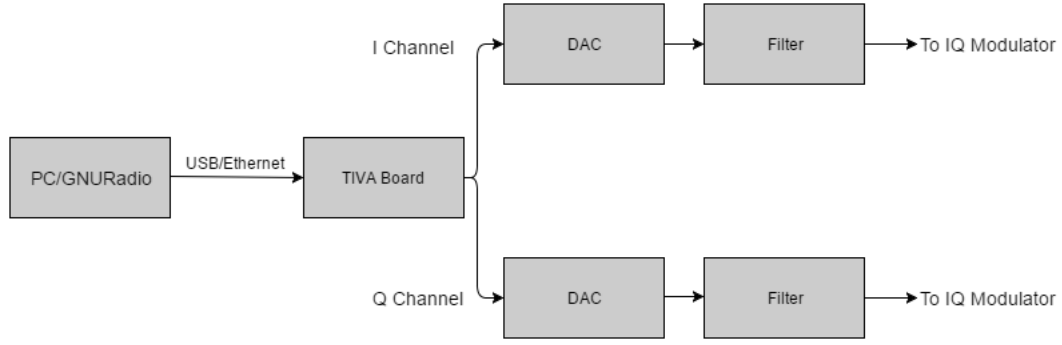 I Channel
DAC
Filter
To IQ Modulator
PC/GNURadio
USB/Ethernet
TIVA Board
Q Channel
DAC
Filter
To IQ Modulator